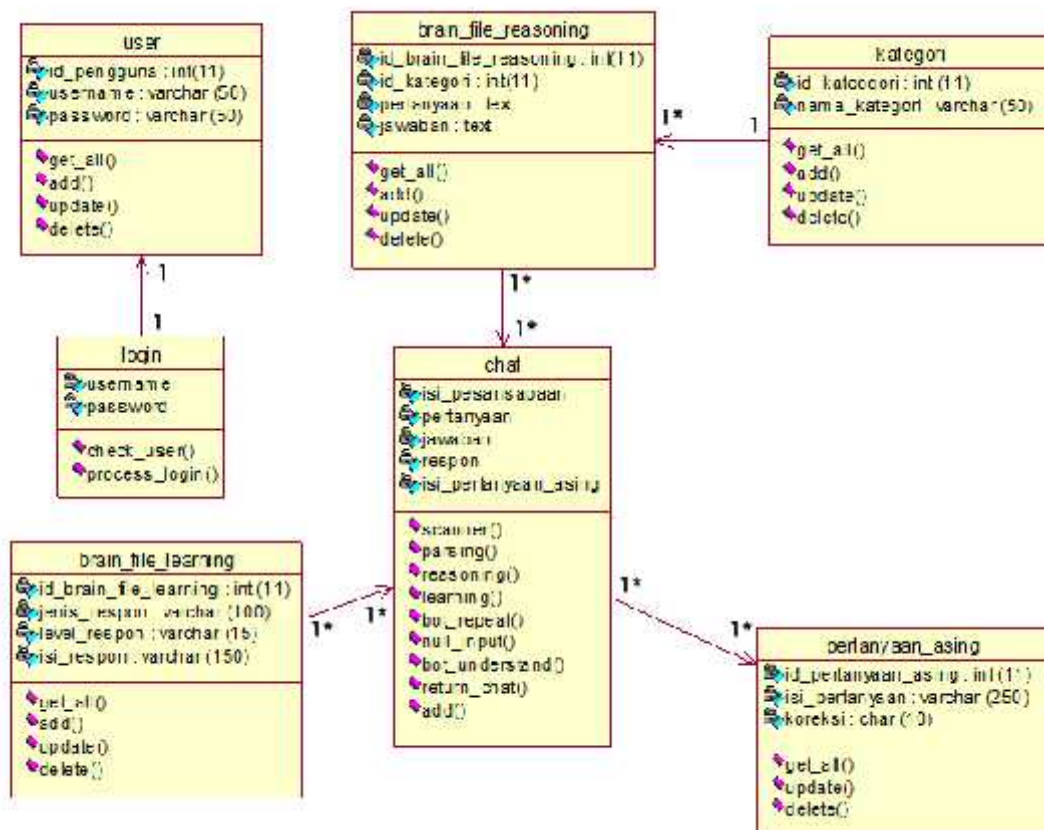 user
id_pengguna : int(11)
username : varchar (50)
password : varchar (50)
get_all()
add()
update()
delete()
brain_file_reasoning
id_brain_file_reasoning : int(11)
id_kategori : int(11)
pertanyaan : text
jawaban : text
get_all()
add()
update()
delete()
1*
1
kategori
id_kategori : int (11)
nama_kategori : varchar (50)
get_all()
add()
update()
delete()
1
1
login
username
password
check_user()
process_login()
1*
1*
chat
isi_pesansapaan
pertanyaan
jawaban
respon
isi_pertanyaan_asing
scanner()
parsing()
reasoning()
learning()
bot_repeat()
null_input()
bot_understand()
return_chat()
add()
brain_file_learning
id_brain_file_learning : int(11)
jenis_respon : varchar (100)
level_respon : varchar (15)
isi_respon : varchar (150)
get_all()
add()
update()
delete()
1*
1*
1*
1*
pertanyaan_asing
id_pertanyaan_asing : int (11)
isi_pertanyaan : varchar (250)
koreksi : char (10)
get_all()
update()
delete()